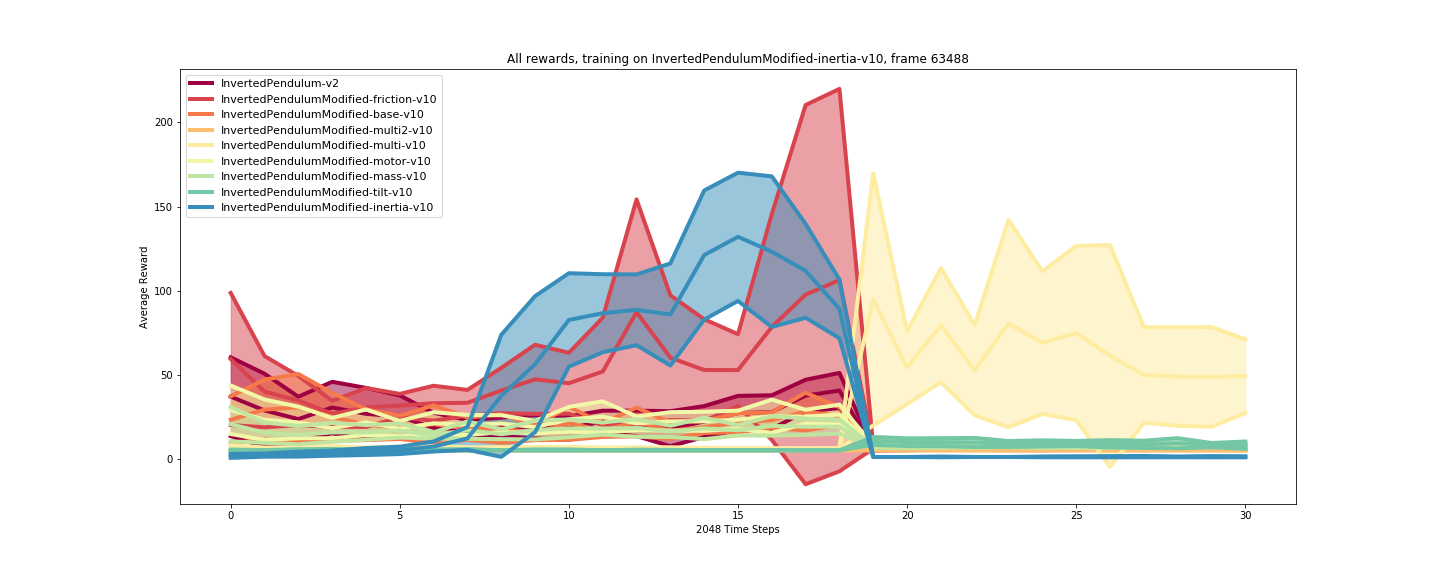 All rewards, training on InvertedPendulumModified-inertia-v10, frame 63488
InvertedPendulum-v2
InvertedPendulumModified-friction-v10
InvertedPendulumModified-base-v10
InvertedPendulumModified-multi2-v10
InvertedPendulumModified-multi-v10
InvertedPendulumModified-motor-v10
InvertedPendulumModified-mass-v10
InvertedPendulumModified-tilt-v10
InvertedPendulumModified-inertia-v10
Average Reward
200
150
100
50
0
0 5 10 15 20 25 30
2048 Time Steps